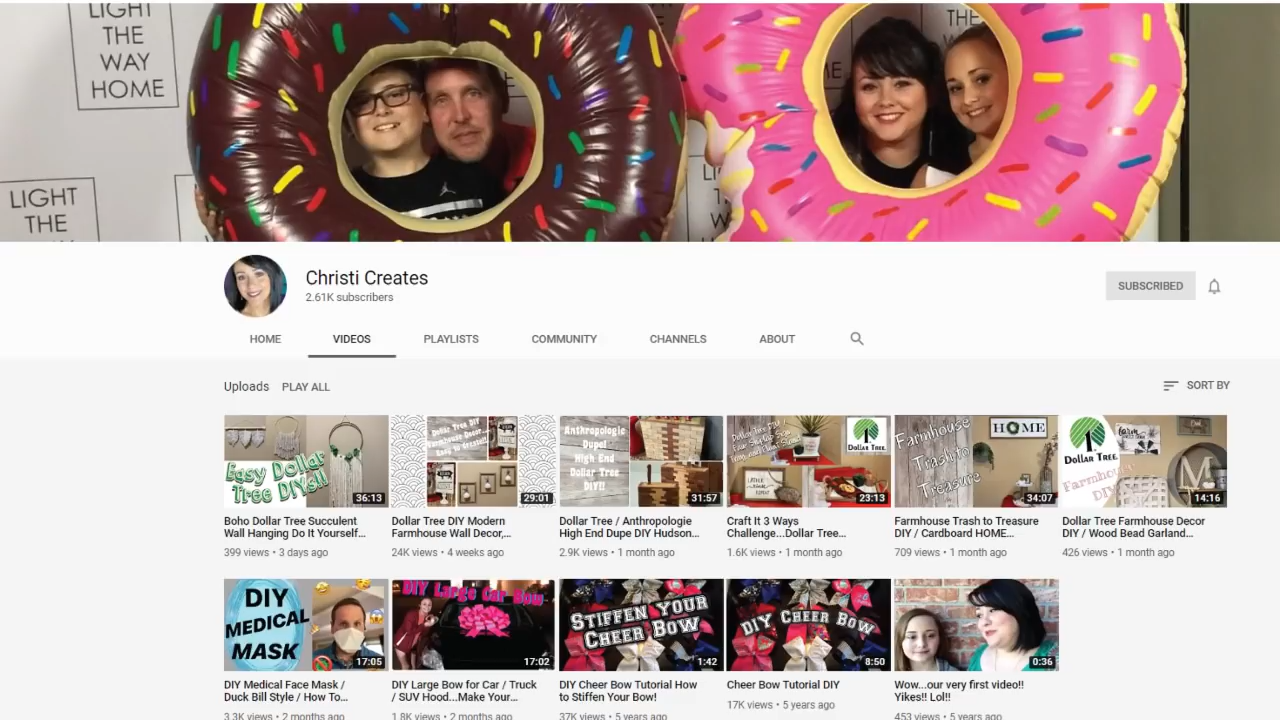 LIGHT
THE
WAY
HOME
THE
LIGHT
THE
Christi Creates
2.61K subscribers
SUBSCRIBED
HOME
VIDEOS
PLAYLISTS
COMMUNITY
CHANNELS
ABOUT
Uploads
PLAY ALL
SORT BY
Easy Dollar
Tree DIYs!!
36:13
Dollar Tree DIY
Farmhouse Decor...
Easy to Create!!
29:01
Anthropologie
Dupe!
High End
Dollar Tree
DIY!!
31:57
DOLLAR TREE
23:13
Farmhouse
Trash to
Treasure
HOME
34:07
DOLLAR TREE
Farmhouse
DIY
farm
M
14:16
Boho Dollar Tree Succulent
Wall Hanging Do It Yourself...
399 views • 3 days ago
Dollar Tree DIY Modern
Farmhouse Wall Decor,...
24K views • 4 weeks ago
Dollar Tree / Anthropologie
High End Dupe DIY Hudson...
2.9K views • 1 month ago
Craft It 3 Ways
Challenge...Dollar Tree...
1.6K views • 1 month ago
Farmhouse Trash to Treasure
DIY / Cardboard HOME...
709 views • 1 month ago
Dollar Tree Farmhouse Decor
DIY / Wood Bead Garland...
426 views • 1 month ago
DIY
MEDICAL
MASK
17:05
DIY Large Car Bow
17:02
STIFFEN YOUR
CHEER BOW
1:42
DIY CHEER BOW
8:50
0:36
DIY Medical Face Mask /
Duck Bill Style / How To...
3.3K views • 2 months ago
DIY Large Bow for Car / Truck
/ SUV Hood...Make Your...
1.8K views • 2 months ago
DIY Cheer Bow Tutorial How
to Stiffen Your Bow!
37K views • 5 years ago
Cheer Bow Tutorial DIY
17K views • 5 years ago
Wow...our very first video!!
Yikes!! Lol!!
453 views • 5 years ago